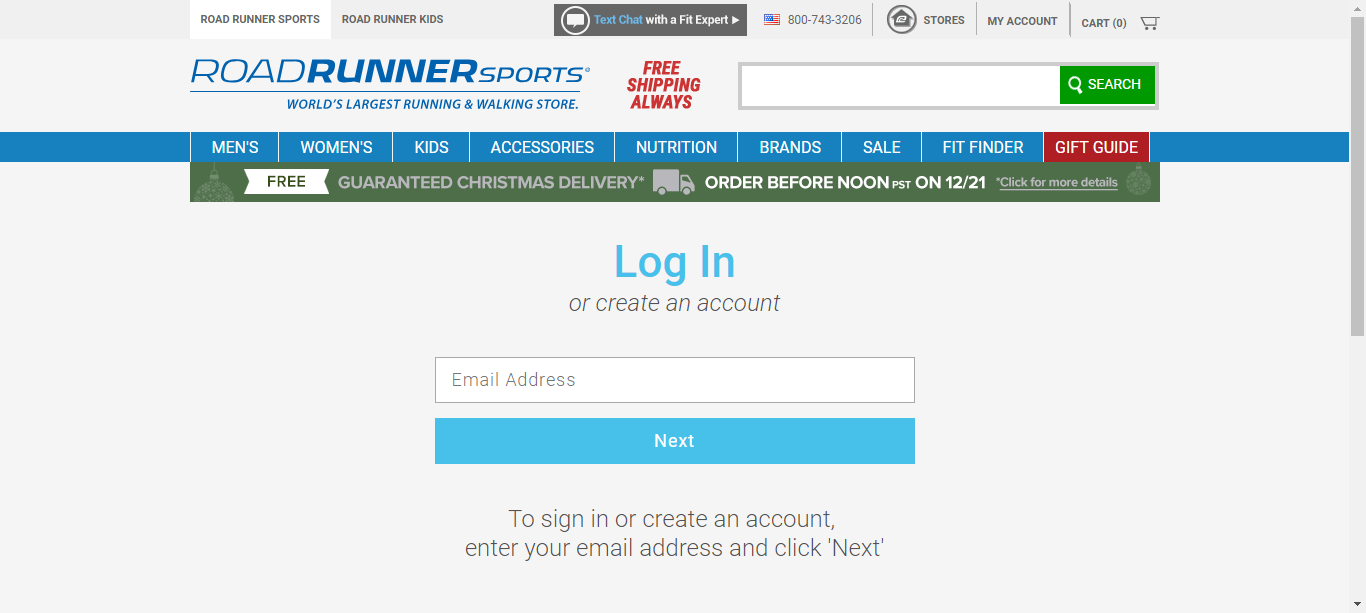 ROAD RUNNER SPORTS
ROAD RUNNER KIDS
Text Chat with a Fit Expert
800-743-3206
STORES
MY ACCOUNT
CART (0)
ROADRUNNERSPORTS®
WORLD'S LARGEST RUNNING & WALKING STORE.
FREE
SHIPPING
ALWAYS
SEARCH
MEN'S
WOMEN'S
KIDS
ACCESSORIES
NUTRITION
BRANDS
SALE
FIT FINDER
GIFT GUIDE
FREE GUARANTEED CHRISTMAS DELIVERY* ORDER BEFORE NOON PST ON 12/21 *Click for more details
Log In
or create an account
Email Address
Next
To sign in or create an account,
enter your email address and click 'Next'